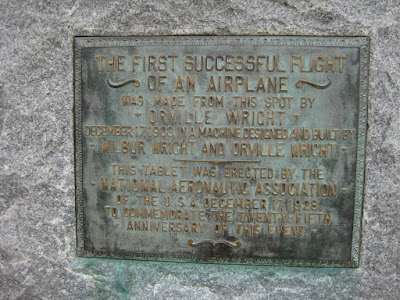 THE FIRST SUCCESSFUL FLIGHT
OF AN AIRPLANE
WAS MADE FROM THIS SPOT BY
ORVILLE WRIGHT
DECEMBER 17, 1903 IN A MACHINE DESIGNED AND BUILT BY
WILBUR WRIGHT AND ORVILLE WRIGHT
THIS TABLET WAS ERECTED BY THE
NATIONAL AERONAUTIC ASSOCIATION
OF THE U.S.A. DECEMBER 17, 1928
TO COMMEMORATE THE TWENTY FIFTH
ANNIVERSARY OF THIS EVENT